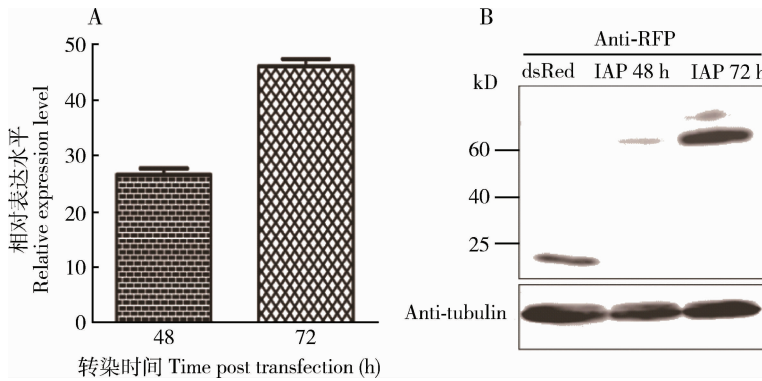 A
50
40
30
20
10
0
相对表达水平
Relative expression level
48
72
转染时间 Time post transfection (h)
B
Anti-RFP
kD
dsRed IAP 48 h IAP 72 h
60
40
25
Anti-tubulin